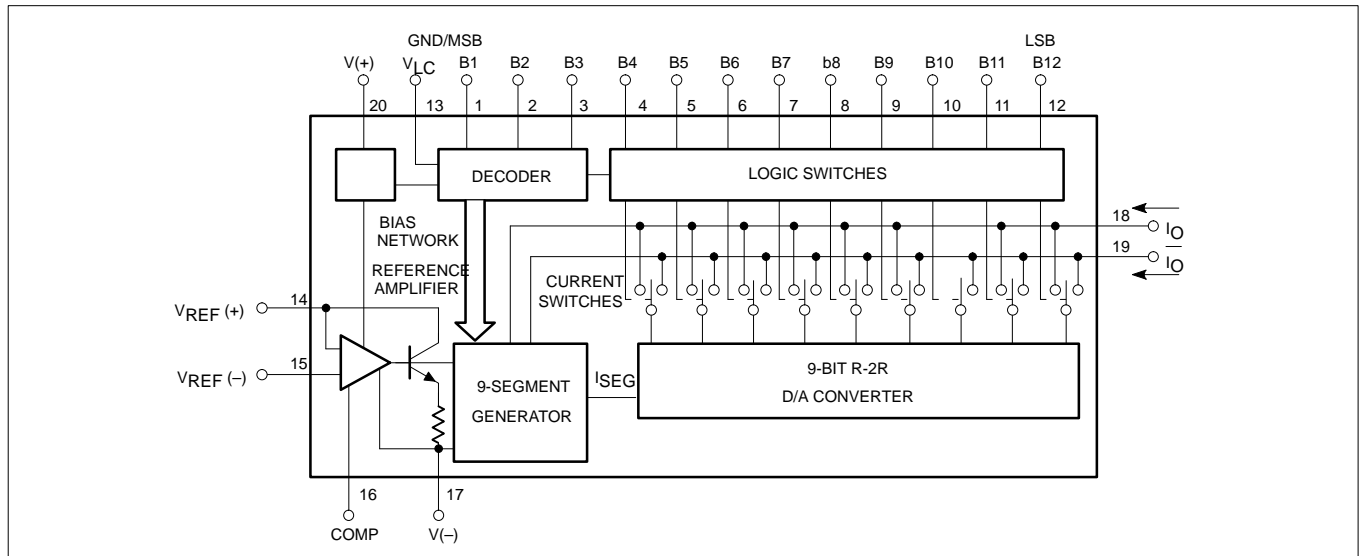 GND/MSB LSB
V(+) VLC B1 B2 B3 B4 B5 B6 B7 b8 B9 B10 B11 B12
20 13 1 2 3 4 5 6 7 8 9 10 11 12
DECODER LOGIC SWITCHES
BIAS
NETWORK
18 IO
19 IO
REFERENCE
AMPLIFIER
CURRENT
SWITCHES
14
VREF (+)
15
VREF (–)
9-SEGMENT
GENERATOR
ISEG
9-BIT R-2R
D/A CONVERTER
16 17
COMP V(–)